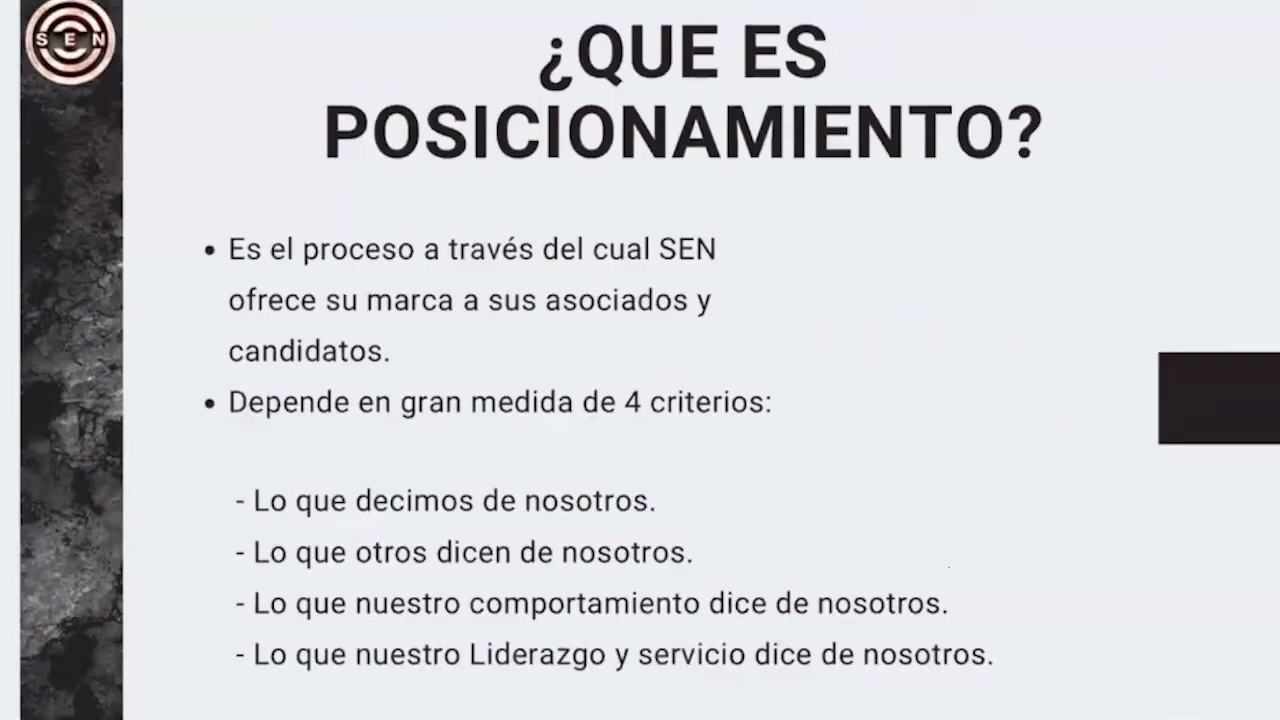 SEN
¿QUE ES
POSICIONAMIENTO?
• Es el proceso a través del cual SEN
ofrece su marca a sus asociados y
candidatos.
• Depende en gran medida de 4 criterios:
- Lo que decimos de nosotros.
- Lo que otros dicen de nosotros.
- Lo que nuestro comportamiento dice de nosotros.
- Lo que nuestro Liderazgo y servicio dice de nosotros.